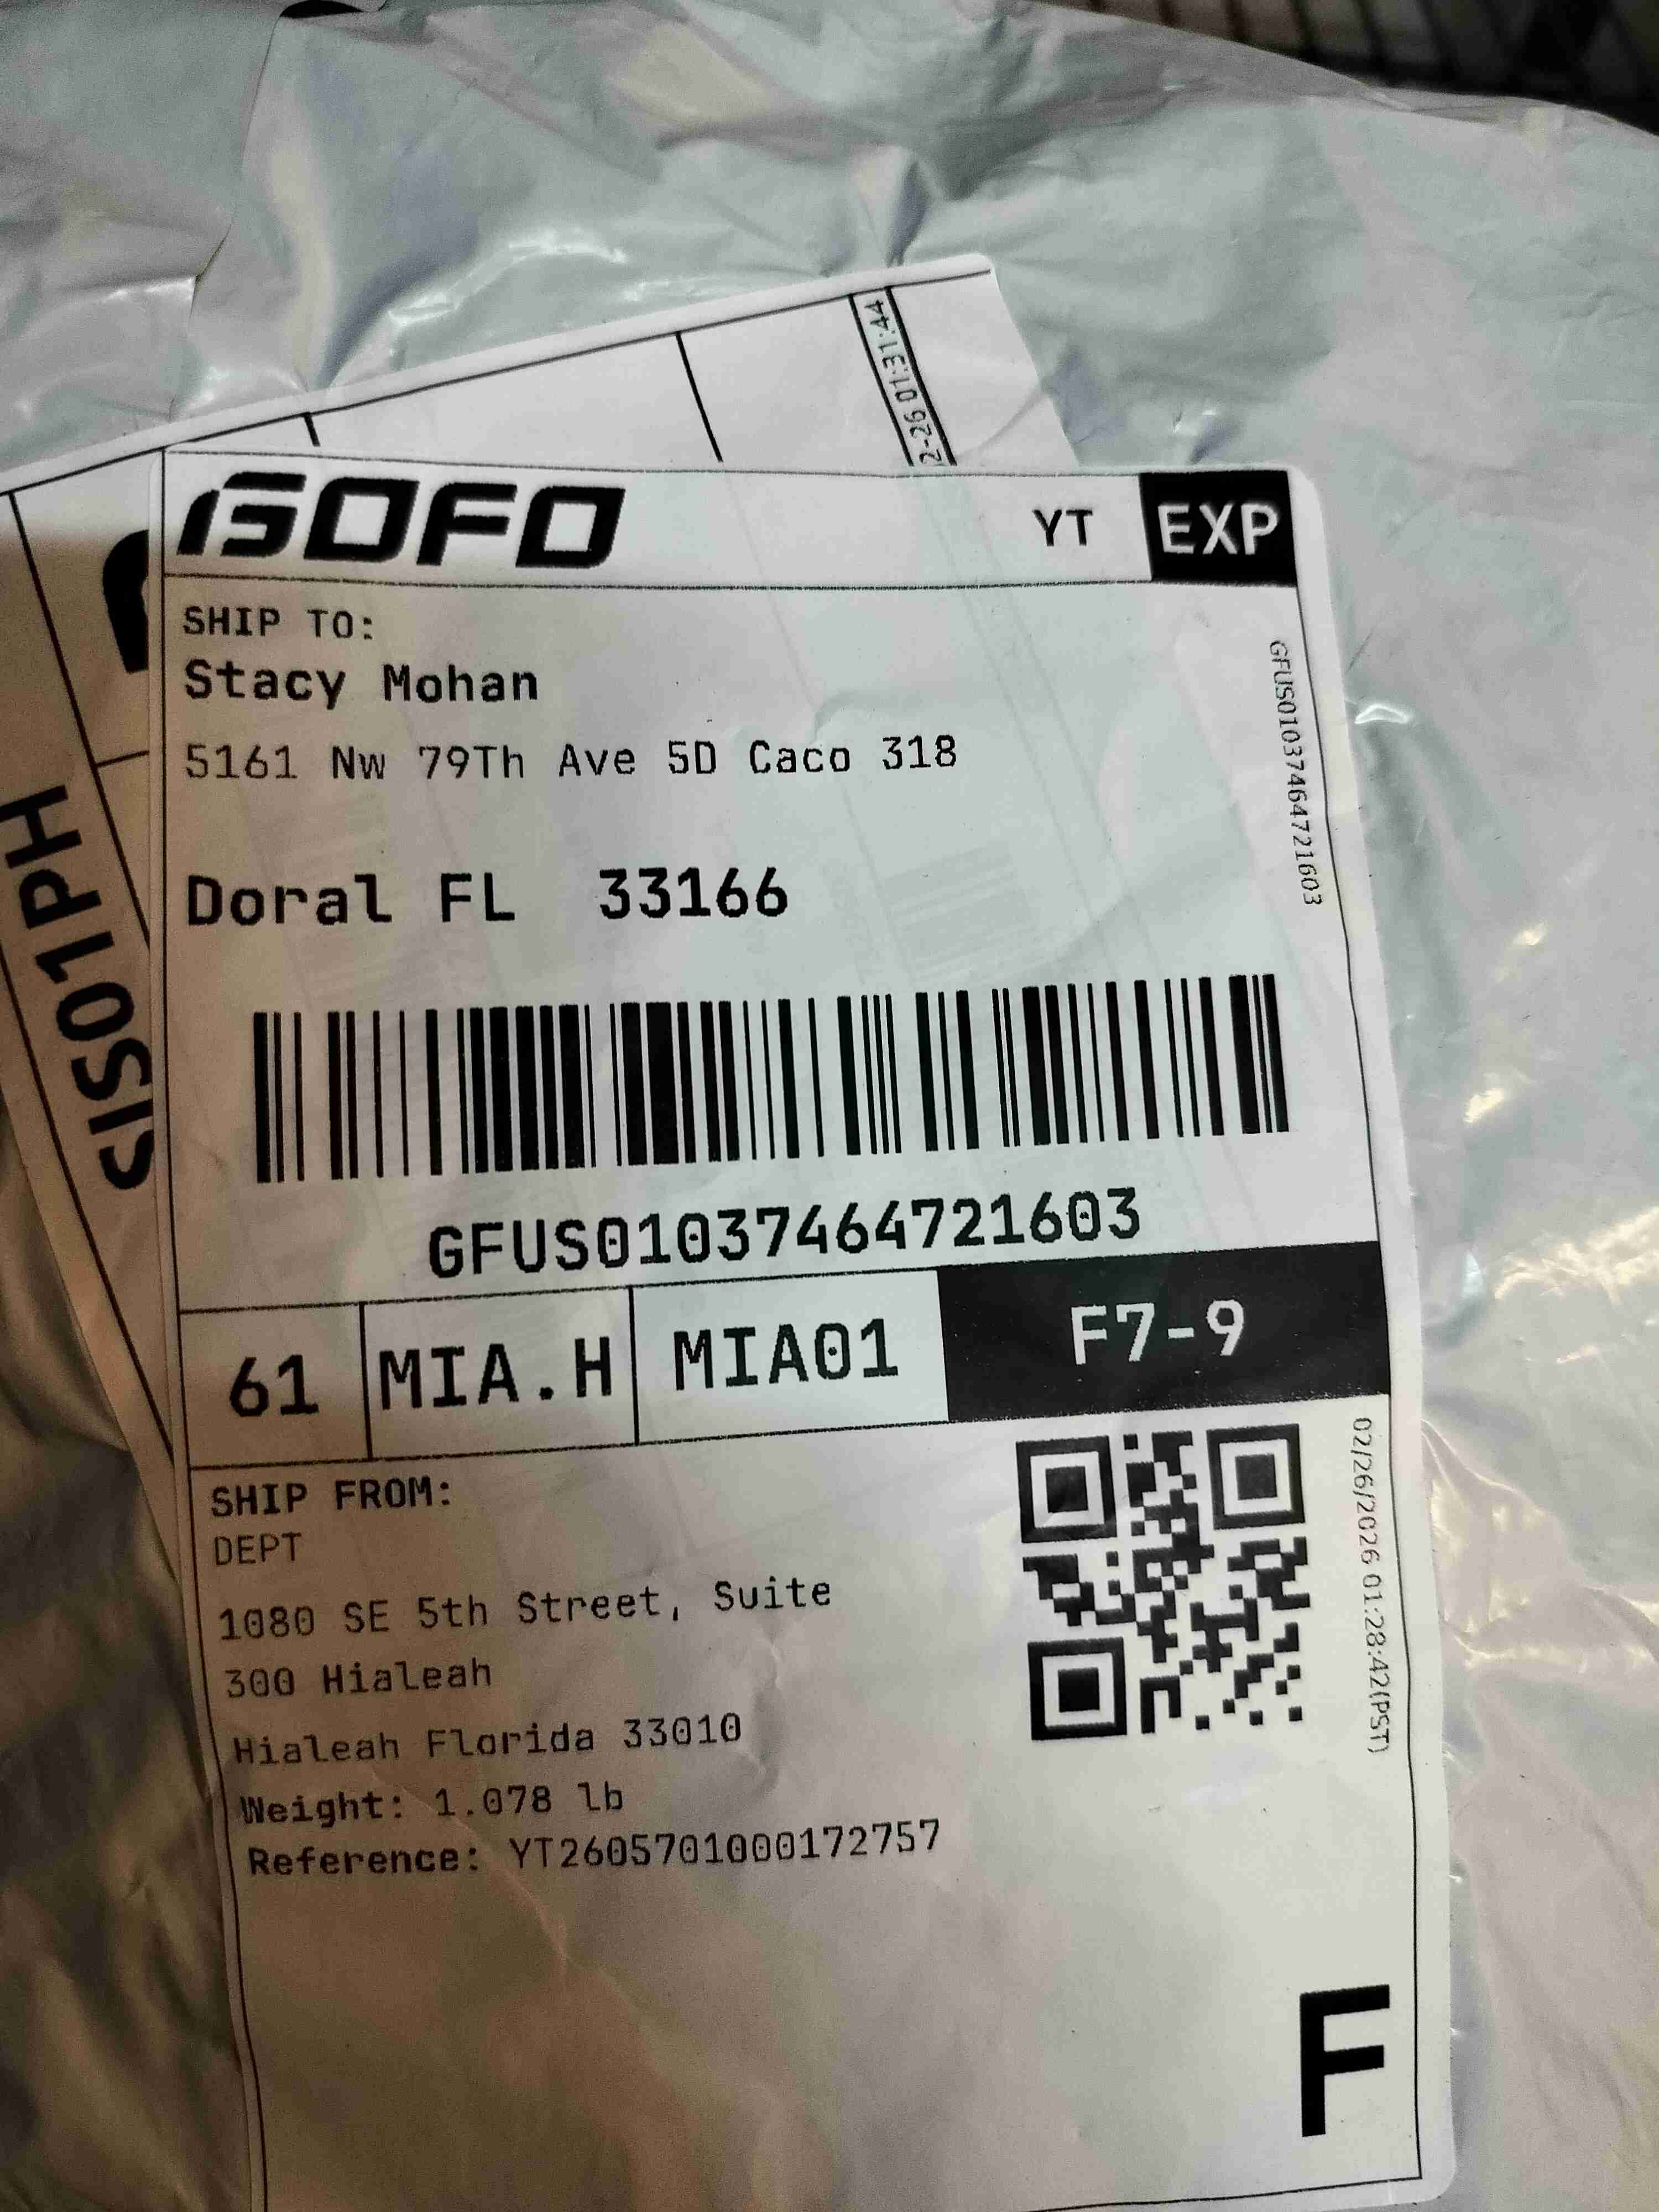 2-26 01:31:44
GOFO YT EXP
SHIP TO:
Stacy Mohan
5161 Nw 79Th Ave 5D Caco 318
Doral FL 33166
GFUS01037464721603
GFUS01037464721603
61 MIA.H MIA01 F7-9
SHIP FROM:
DEPT
1080 SE 5th Street, Suite
300 Hialeah
Hialeah Florida 33010
Weight: 1.078 lb
Reference: YT2605701000172757
02/26/2026 01:28:42(PST)
F